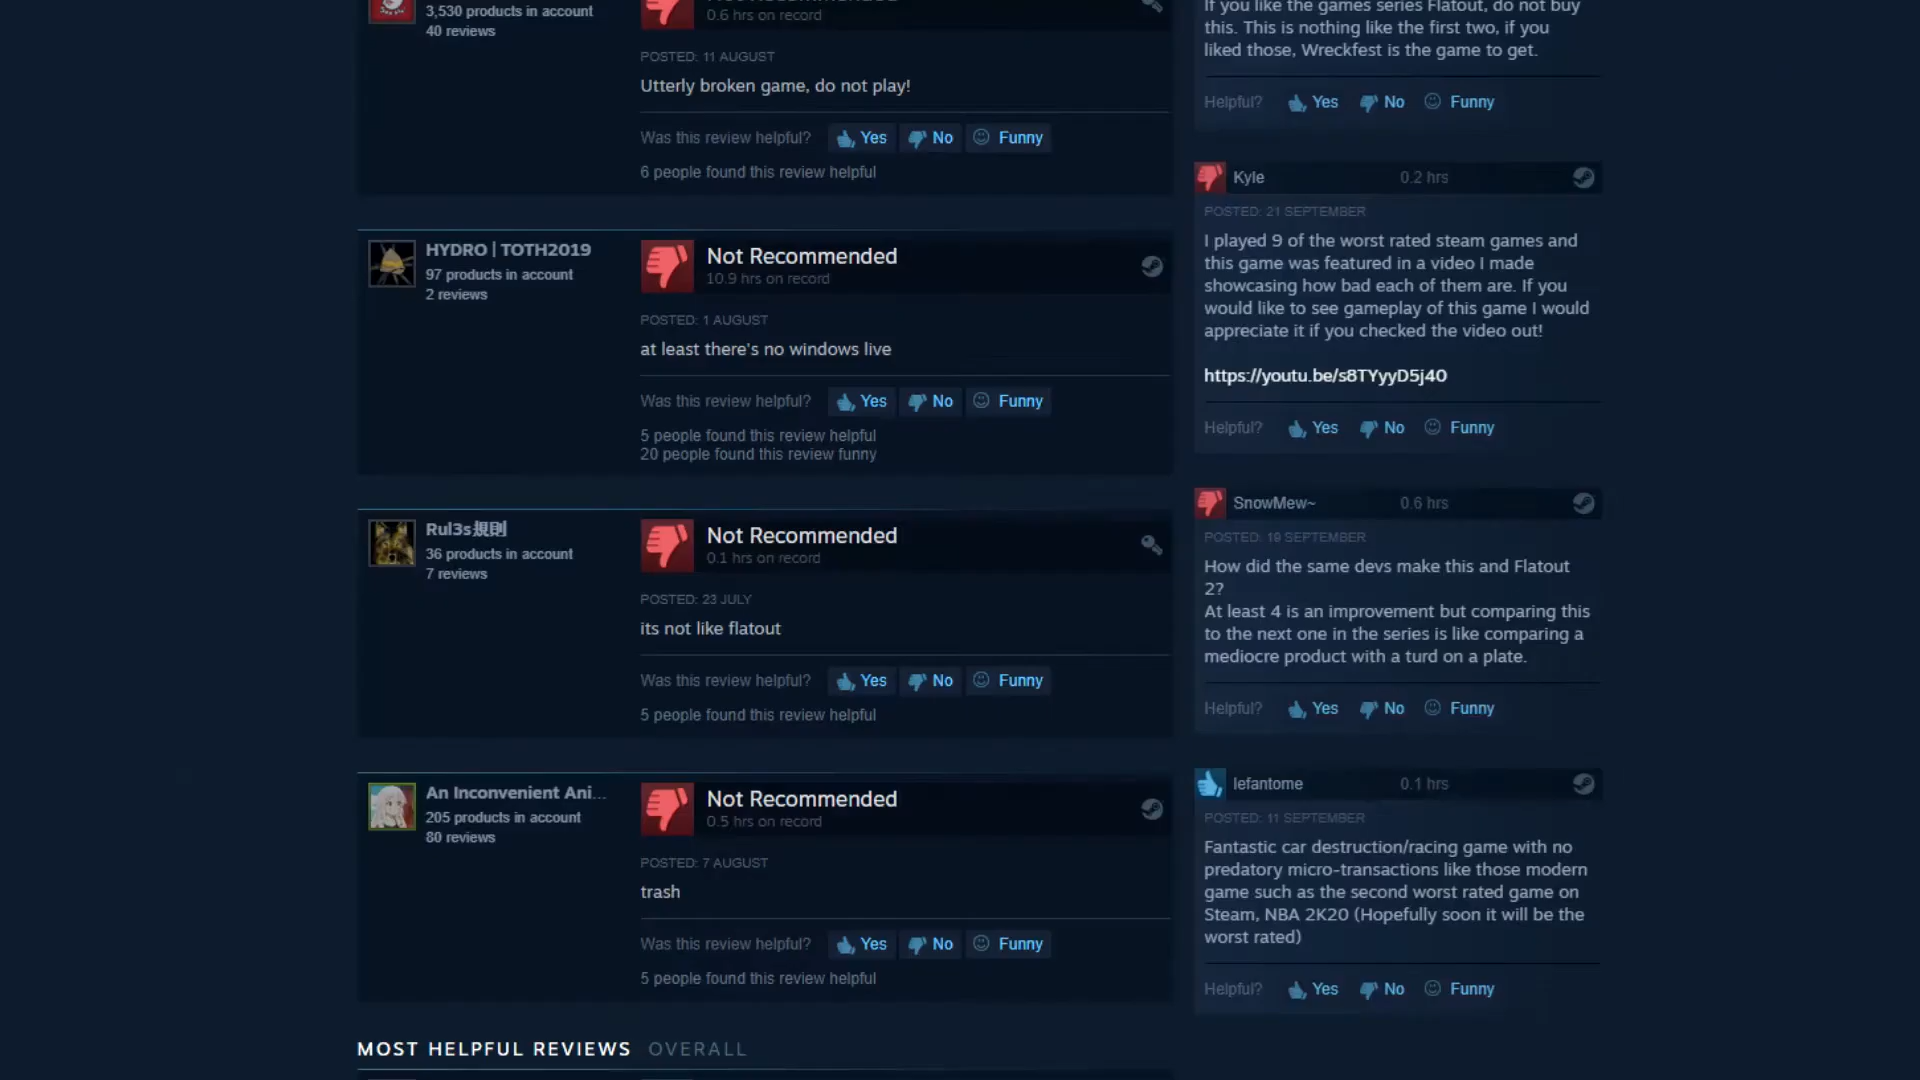 3,530 products in account
40 reviews
0.6 hrs on record
POSTED: 11 AUGUST
Utterly broken game, do not play!
Was this review helpful? Yes No Funny
6 people found this review helpful
HYDRO | TOTH2019
97 products in account
2 reviews
Not Recommended
10.9 hrs on record
POSTED: 1 AUGUST
at least there's no windows live
Was this review helpful? Yes No Funny
5 people found this review helpful
20 people found this review funny
Rul3s規則
36 products in account
7 reviews
Not Recommended
0.1 hrs on record
POSTED: 23 JULY
its not like flatout
Was this review helpful? Yes No Funny
5 people found this review helpful
An Inconvenient Ani...
205 products in account
80 reviews
Not Recommended
0.5 hrs on record
POSTED: 7 AUGUST
trash
Was this review helpful? Yes No Funny
5 people found this review helpful
MOST HELPFUL REVIEWS OVERALL
If you like the games series Flatout, do not buy
this. This is nothing like the first two, if you
liked those, Wreckfest is the game to get.
Helpful? Yes No Funny
Kyle 0.2 hrs
POSTED: 21 SEPTEMBER
I played 9 of the worst rated steam games and
this game was featured in a video I made
showcasing how bad each of them are. If you
would like to see gameplay of this game I would
appreciate it if you checked the video out!
https://youtu.be/s8TYyyD5j40
Helpful? Yes No Funny
SnowMew~ 0.6 hrs
POSTED: 19 SEPTEMBER
How did the same devs make this and Flatout
2?
At least 4 is an improvement but comparing this
to the next one in the series is like comparing a
mediocre product with a turd on a plate.
Helpful? Yes No Funny
lefantome 0.1 hrs
POSTED: 11 SEPTEMBER
Fantastic car destruction/racing game with no
predatory micro-transactions like those modern
game such as the second worst rated game on
Steam, NBA 2K20 (Hopefully soon it will be the
worst rated)
Helpful? Yes No Funny